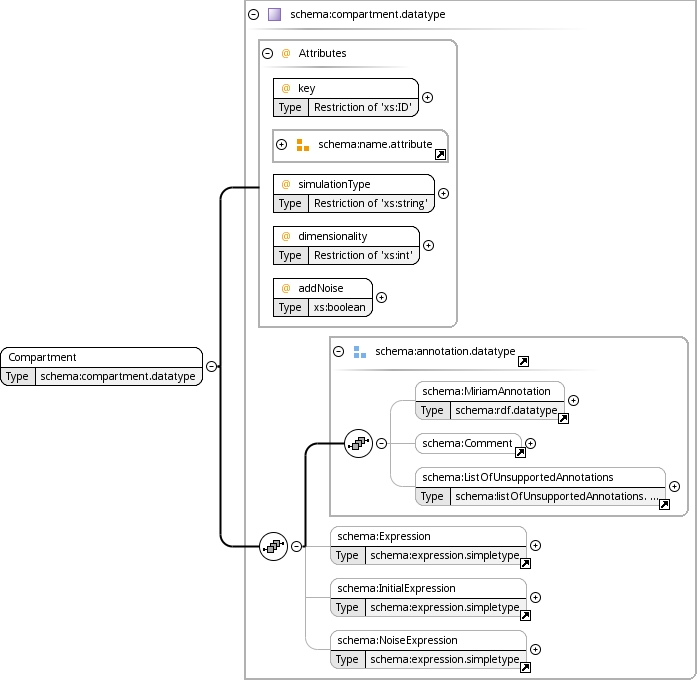 schema:compartment.datatype
@ Attributes
@ key
Type Restriction of 'xs:ID'
schema:name.attribute
@ simulationType
Type Restriction of 'xs:string'
@ dimensionality
Type Restriction of 'xs:int'
@ addNoise
Type xs:boolean
Compartment
Type schema:compartment.datatype
schema:annotation.datatype
schema:MiriamAnnotation
Type schema:rdf.datatype
schema:Comment
schema:ListOfUnsupportedAnnotations
Type schema:listOfUnsupportedAnnotations. ...
schema:Expression
Type schema:expression.simpletype
schema:InitialExpression
Type schema:expression.simpletype
schema:NoiseExpression
Type schema:expression.simpletype